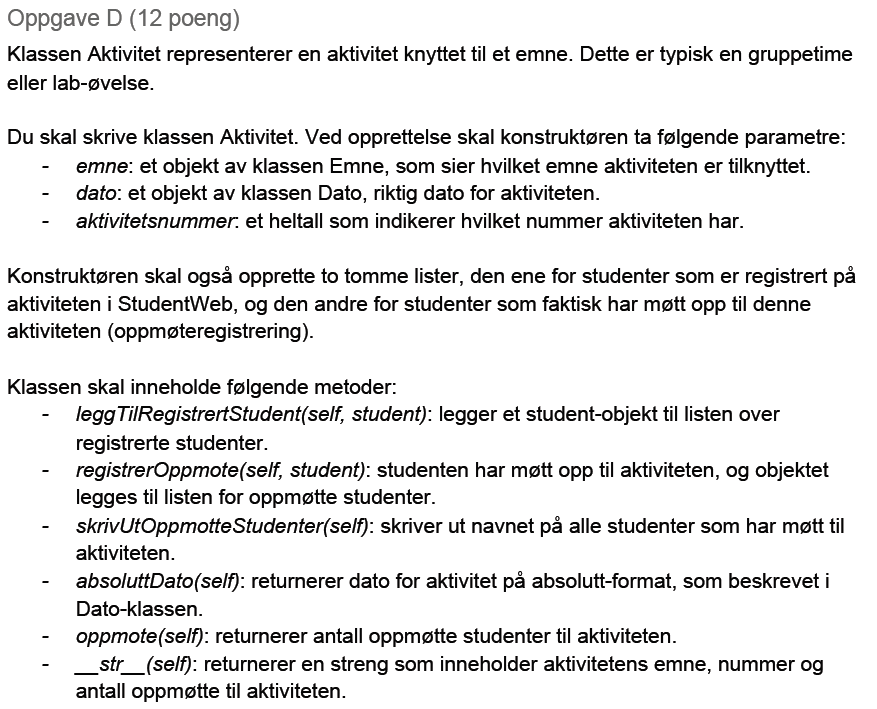 Oppgave D (12 poeng)
Klassen Aktivitet representerer en aktivitet knyttet til et emne. Dette er typisk en gruppetime
eller lab-øvelse.
Du skal skrive klassen Aktivitet. Ved opprettelse skal konstruktøren ta følgende parametre:
- emne: et objekt av klassen Emne, som sier hvilket emne aktiviteten er tilknyttet.
- dato: et objekt av klassen Dato, riktig dato for aktiviteten.
- aktivitetsnummer: et heltall som indikerer hvilket nummer aktiviteten har.
Konstruktøren skal også opprette to tomme lister, den ene for studenter som er registrert på
aktiviteten i StudentWeb, og den andre for studenter som faktisk har møtt opp til denne
aktiviteten (oppmøteregistrering).
Klassen skal inneholde følgende metoder:
- leggTilRegistrertStudent(self, student): legger et student-objekt til listen over
registrerte studenter.
- registrerOppmote(self, student): studenten har møtt opp til aktiviteten, og objektet
legges til listen for oppmøtte studenter.
- skrivUtOppmotteStudenter(self): skriver ut navnet på alle studenter som har møtt til
aktiviteten.
- absoluttDato(self): returnerer dato for aktivitet på absolutt-format, som beskrevet i
Dato-klassen.
- oppmote(self): returnerer antall oppmøtte studenter til aktiviteten.
- __str__(self): returnerer en streng som inneholder aktivitetens emne, nummer og
antall oppmøtte til aktiviteten.